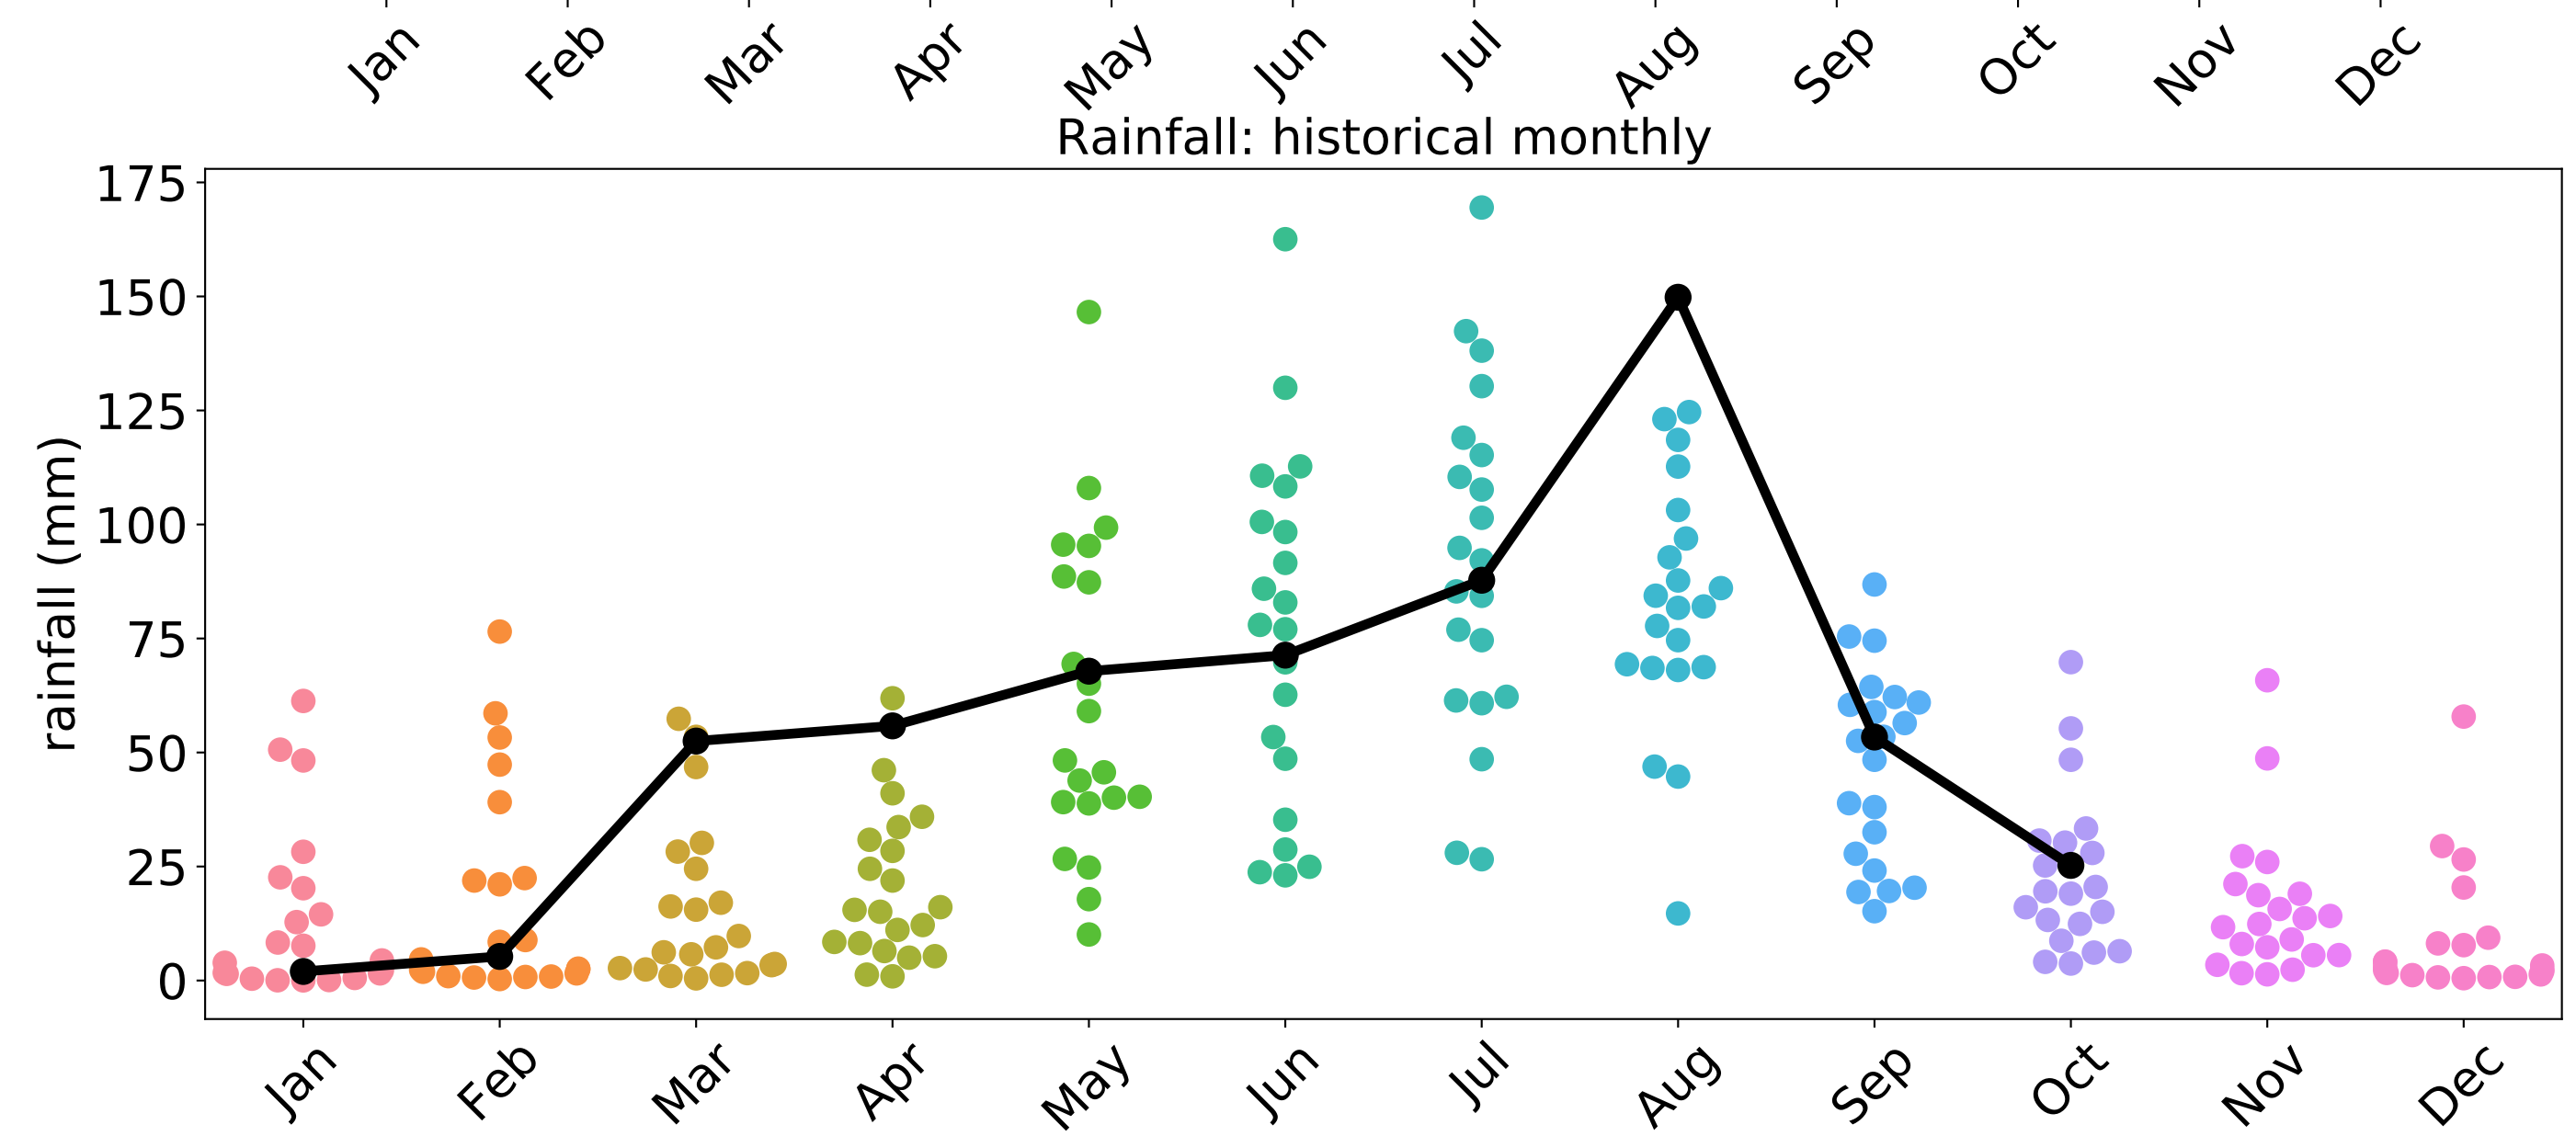 Jan Feb Mar Apr May Jun Jul Aug Sep Oct Nov Dec
Rainfall: historical monthly
rainfall (mm)
175
150
125
100
75
50
25
0
Jan Feb Mar Apr May Jun Jul Aug Sep Oct Nov Dec